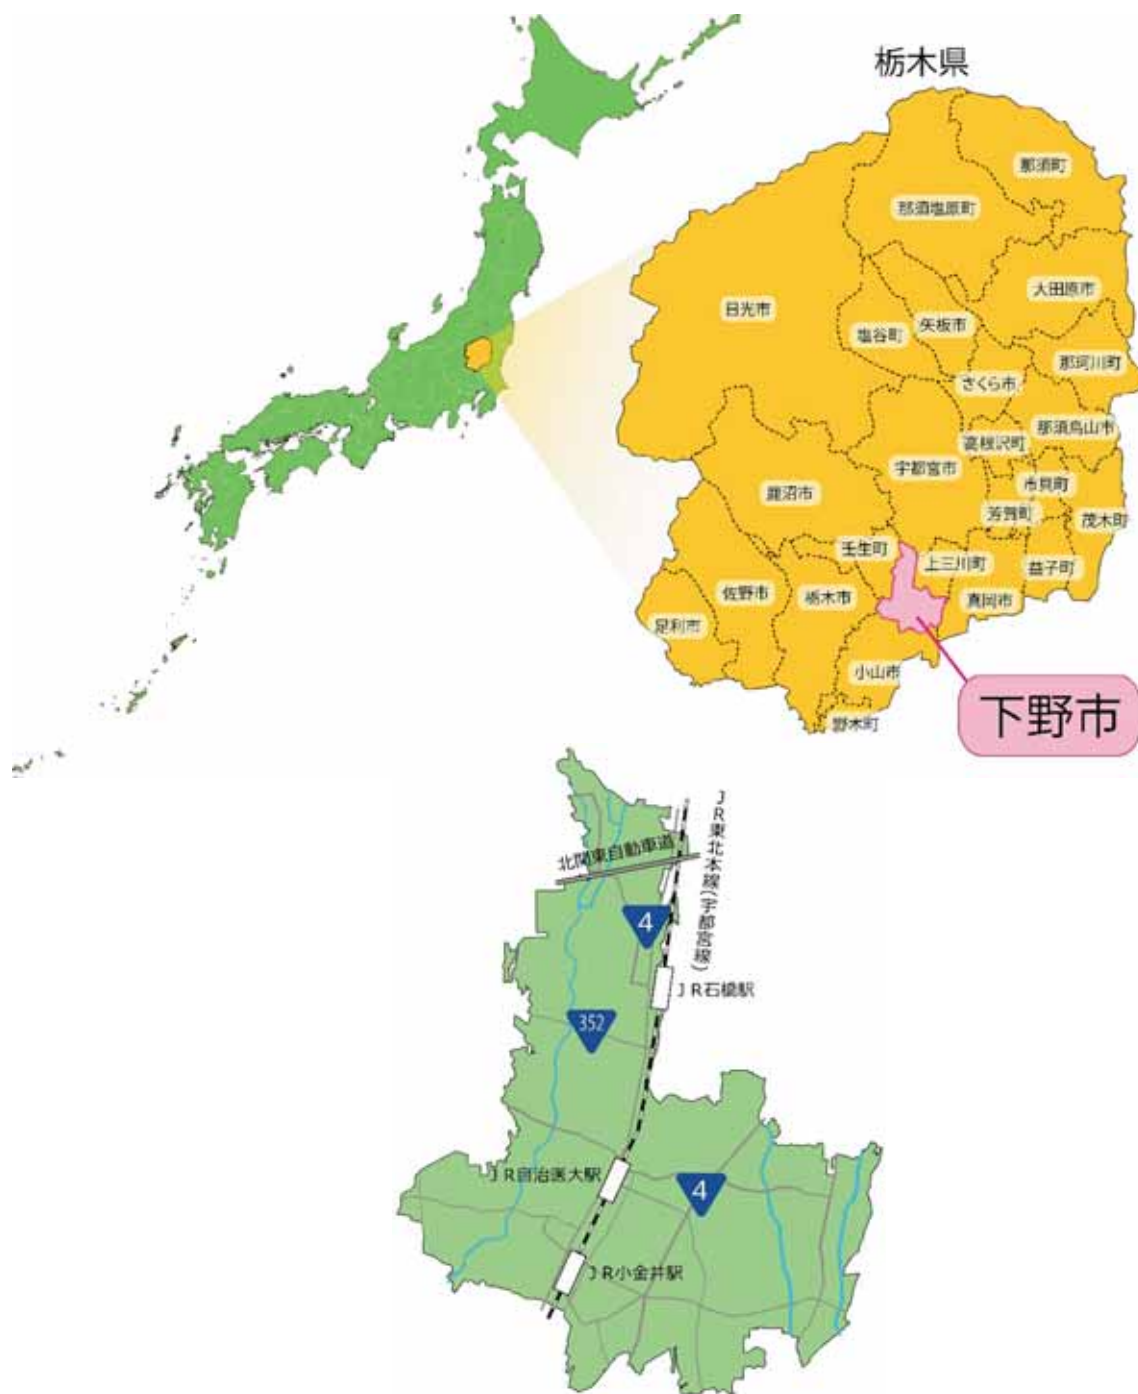 栃木県
那須町
那須塩原町
大田原市
日光市
矢板市
塩谷町
那珂川町
さくら市
那須烏山市
高根沢町
宇都宮市
市貝町
鹿沼市
芳賀町
茂木町
壬生町
上三川町
益子町
佐野市
栃木市
真岡市
足利市
小山市
下野市
野木町
JR東北本線(宇都宮線)
北関東自動車道
4
JR石橋駅
352
JR自治医大駅
4
JR小金井駅